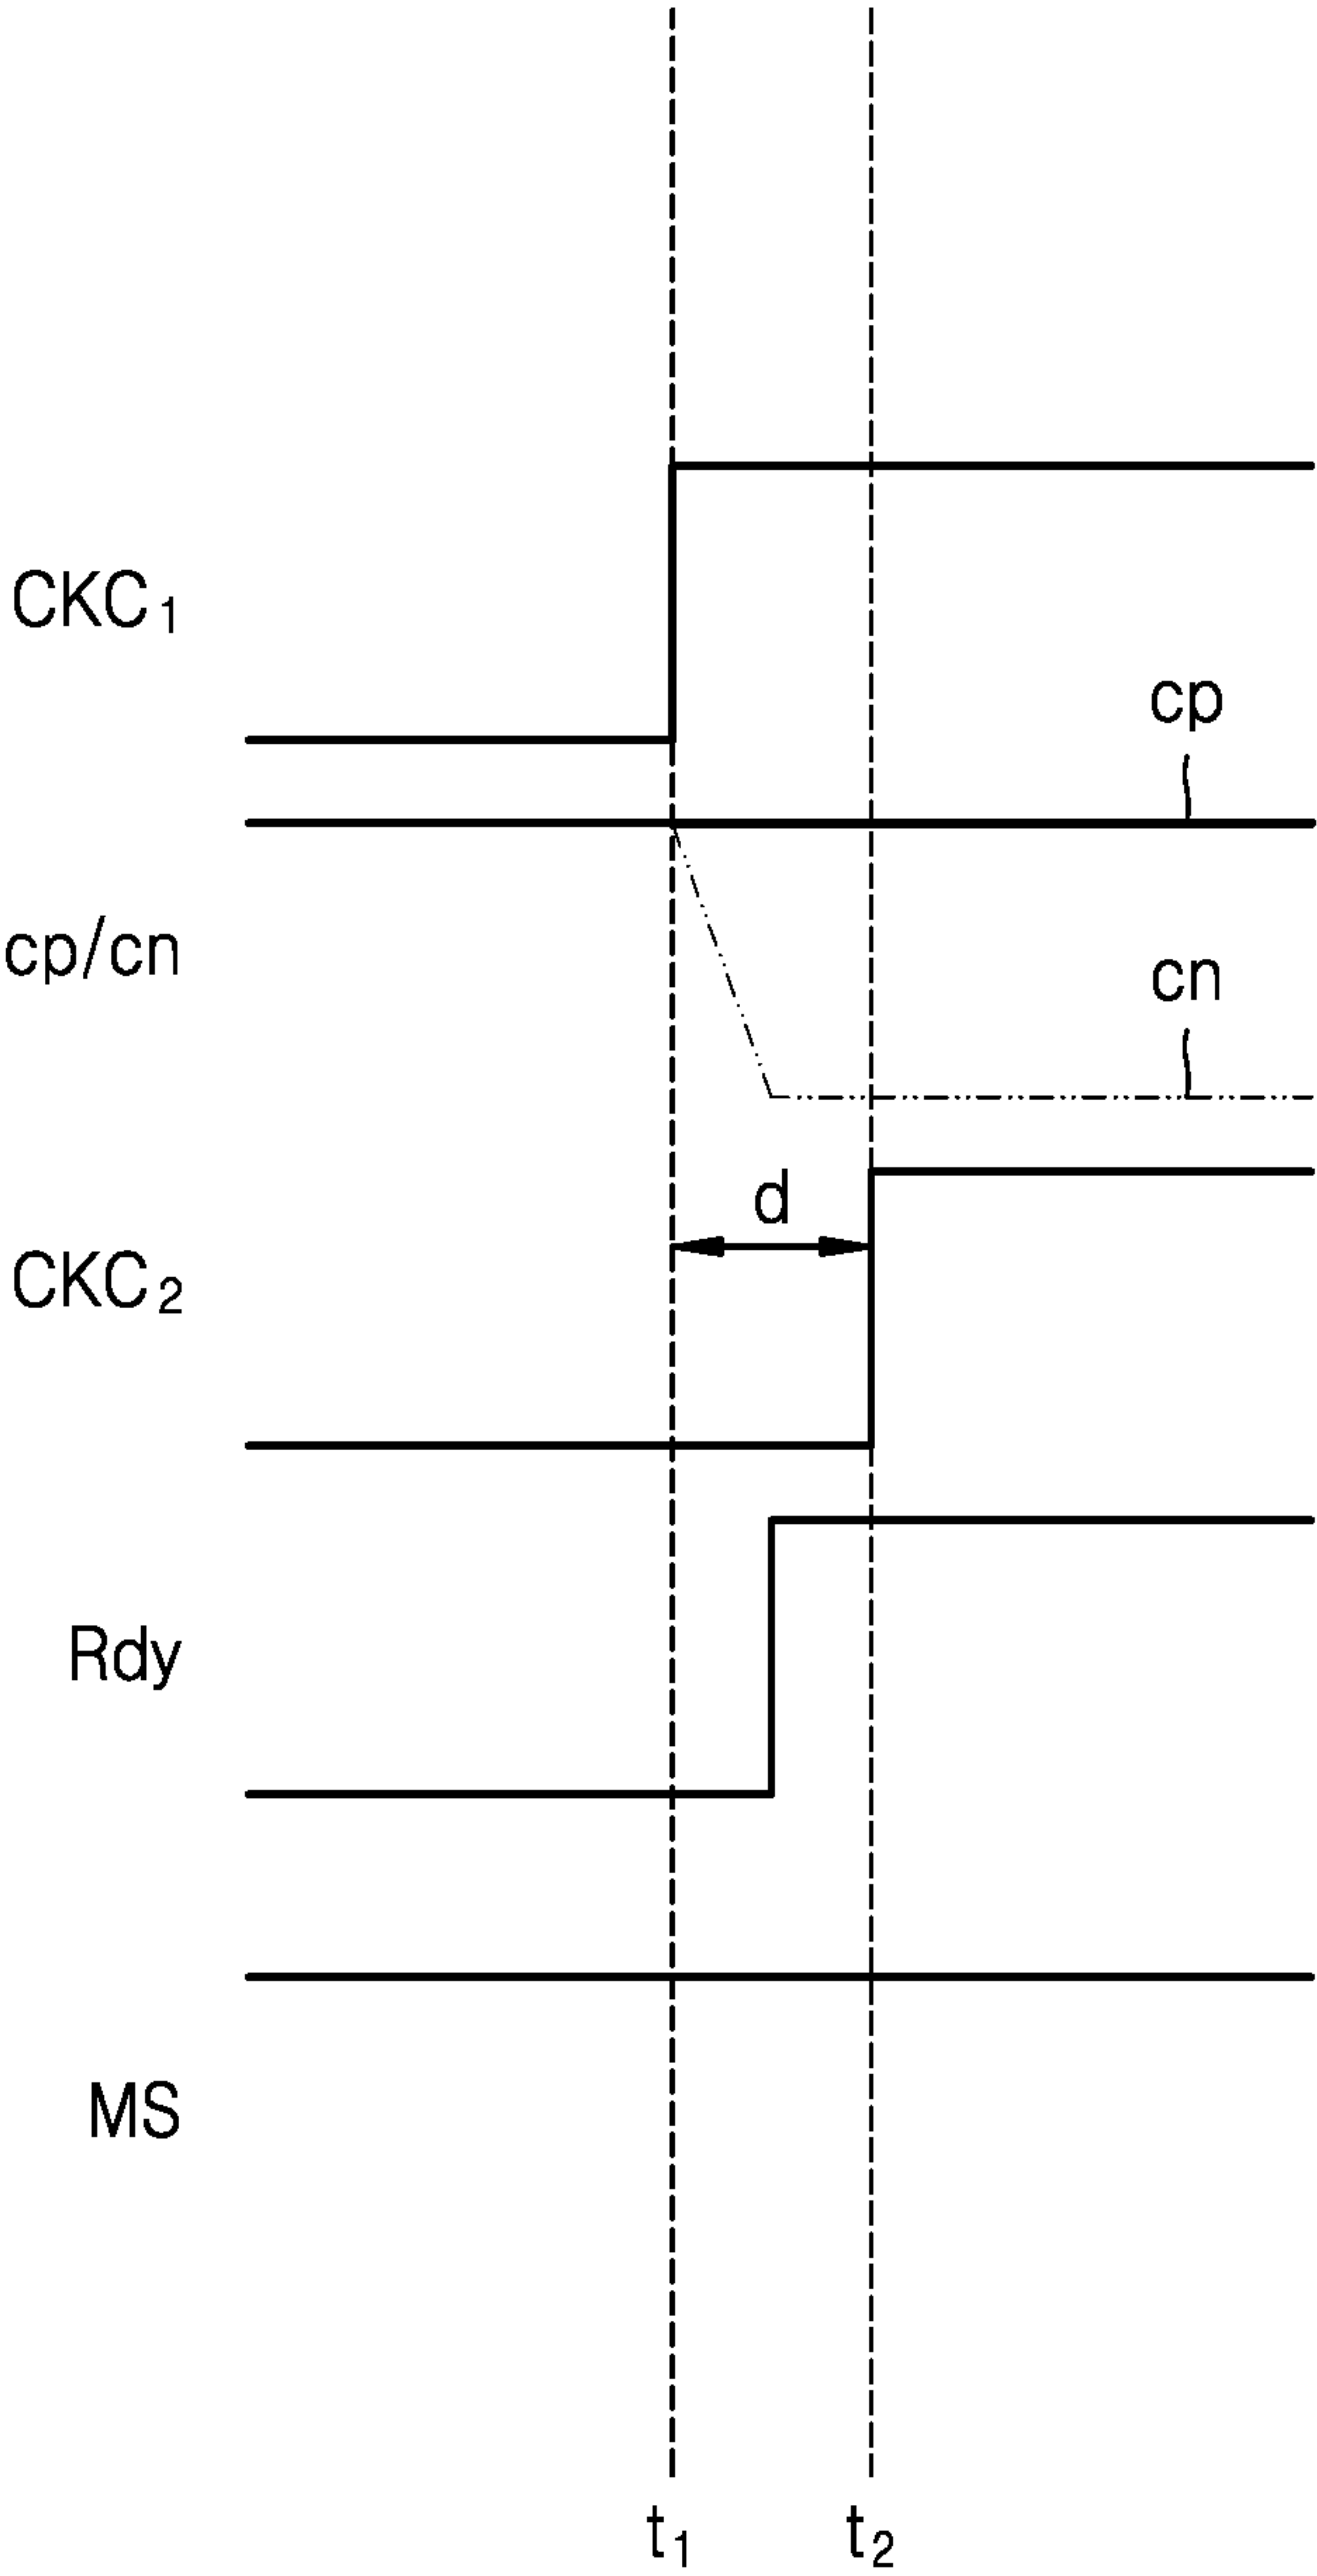 CKC₁
cp
cp/cn
cn
d
CKC₂
Rdy
MS
t₁ t₂